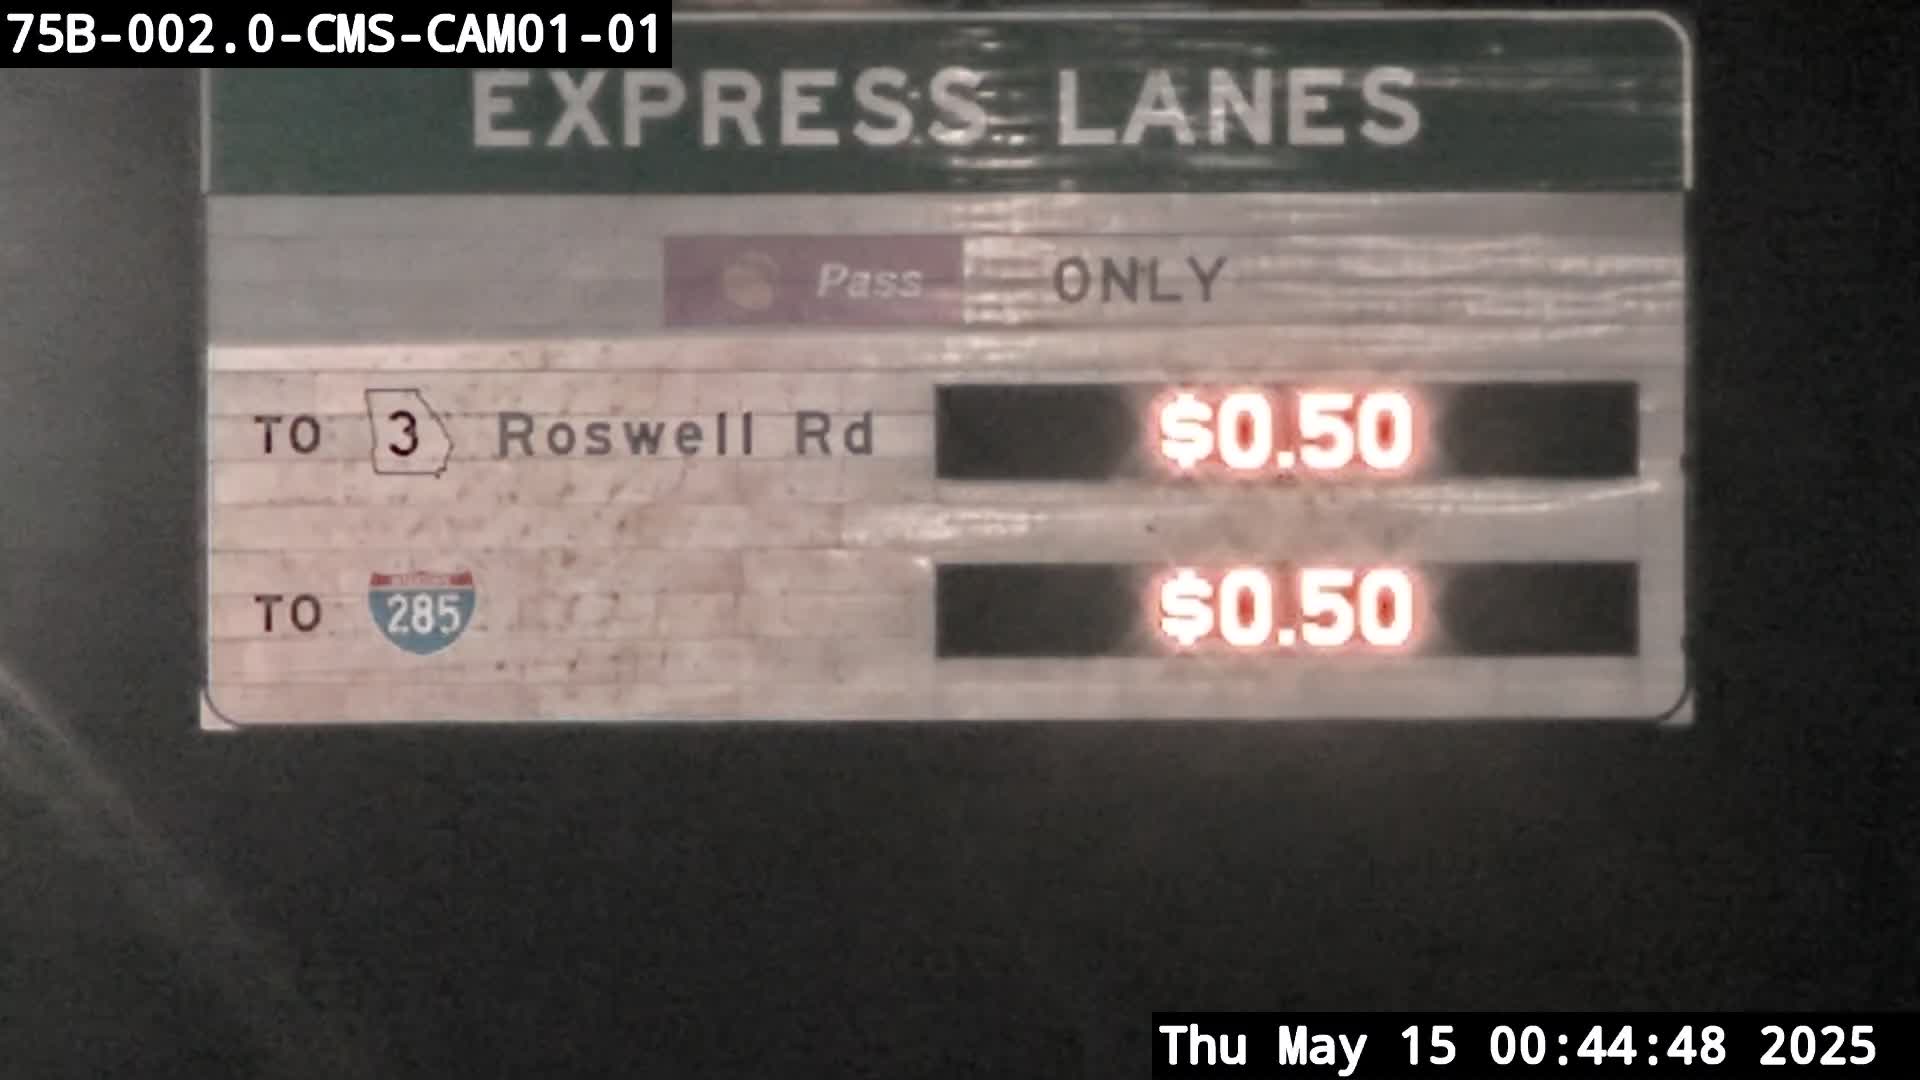 75B-002.0-CMS-CAM01-01
EXPRESS LANES
Pass ONLY
TO 3 Roswell Rd $0.50
TO 285 $0.50
Thu May 15 00:44:48 2025